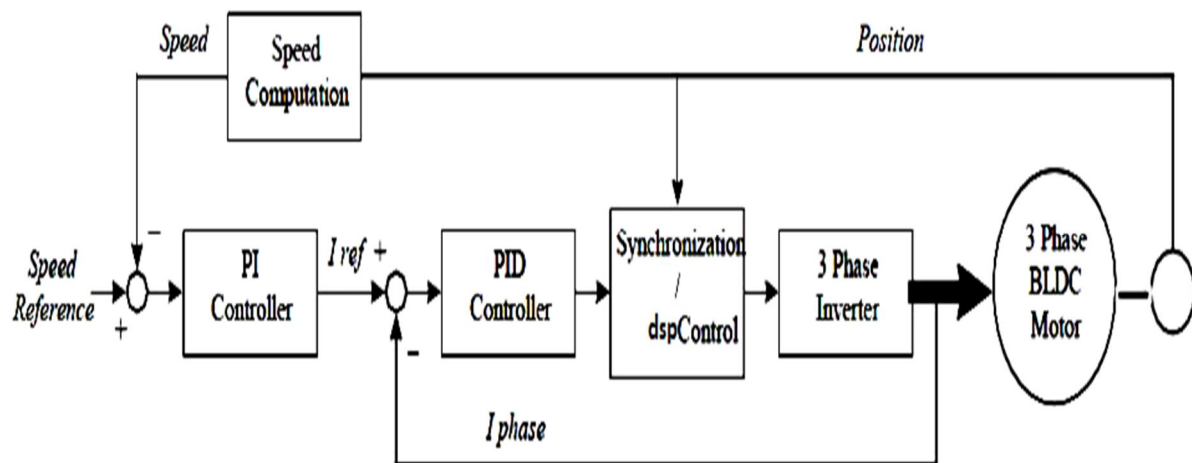 Speed
Speed
Computation
Position
Speed
Reference
+
−
PI
Controller
I ref +
−
PID
Controller
Synchronization
/
dspControl
3 Phase
Inverter
3 Phase
BLDC
Motor
I phase